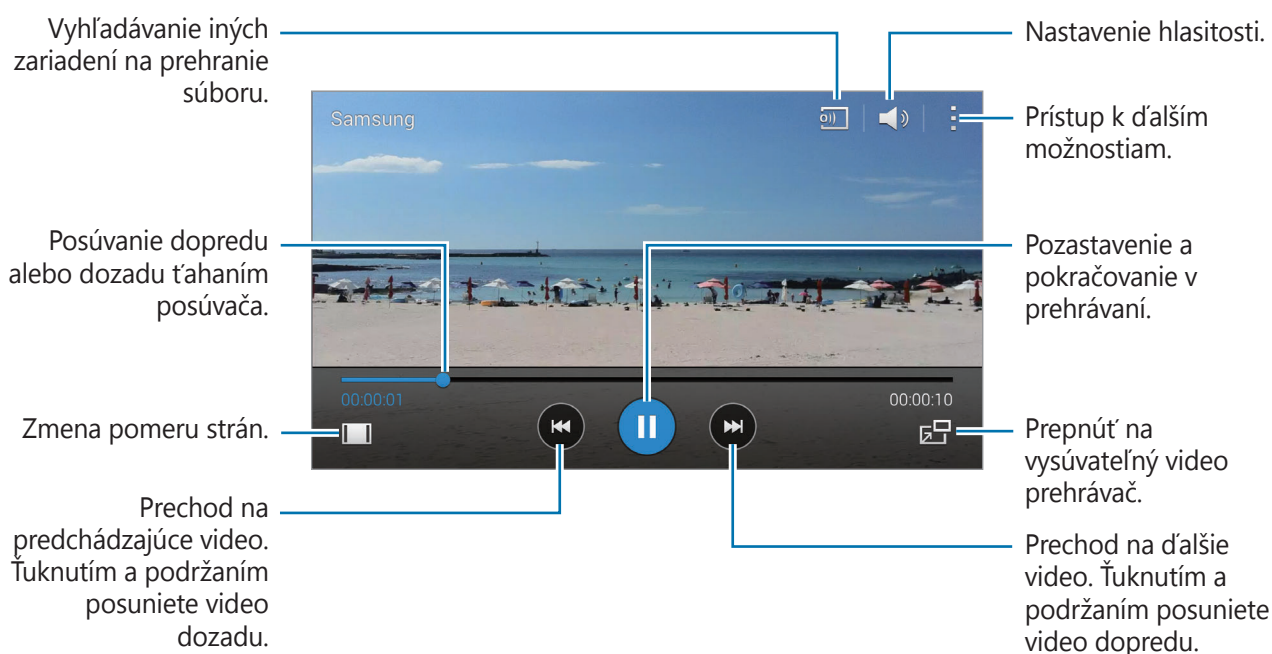 Vyhľadávanie iných
zariadení na prehranie
súboru.
Nastavenie hlasitosti.
Samsung
Prístup k ďalším
možnostiam.
Posúvanie dopredu
alebo dozadu ťahaním
posúvača.
Pozastavenie a
pokračovanie v
prehrávaní.
00:00:01
00:00:10
Zmena pomeru strán.
Prepnúť na
vysúvateľný video
prehrávač.
Prechod na
predchádzajúce video.
Ťuknutím a podržaním
posuniete video
dozadu.
Prechod na ďalšie
video. Ťuknutím a
podržaním posuniete
video dopredu.